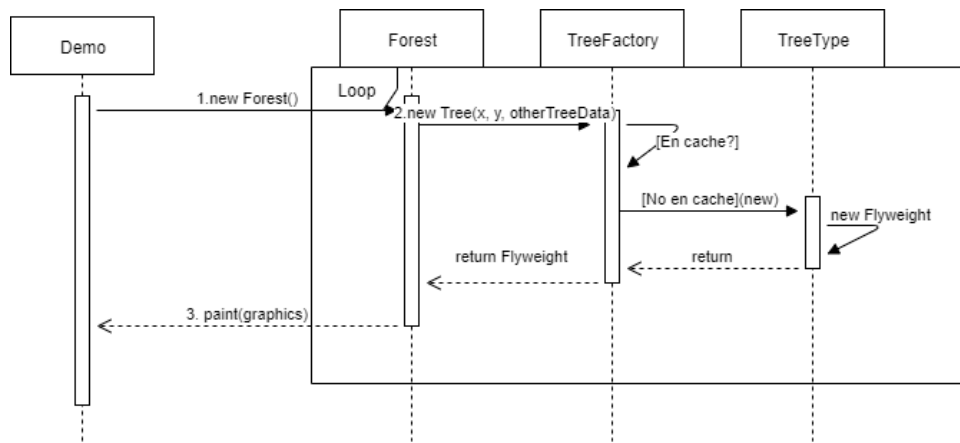 Demo
Forest
TreeFactory
TreeType
Loop
1.new Forest()
2.new Tree(x, y, otherTreeData)
[En cache?]
[No en cache](new)
new Flyweight
return Flyweight
return
3. paint(graphics)